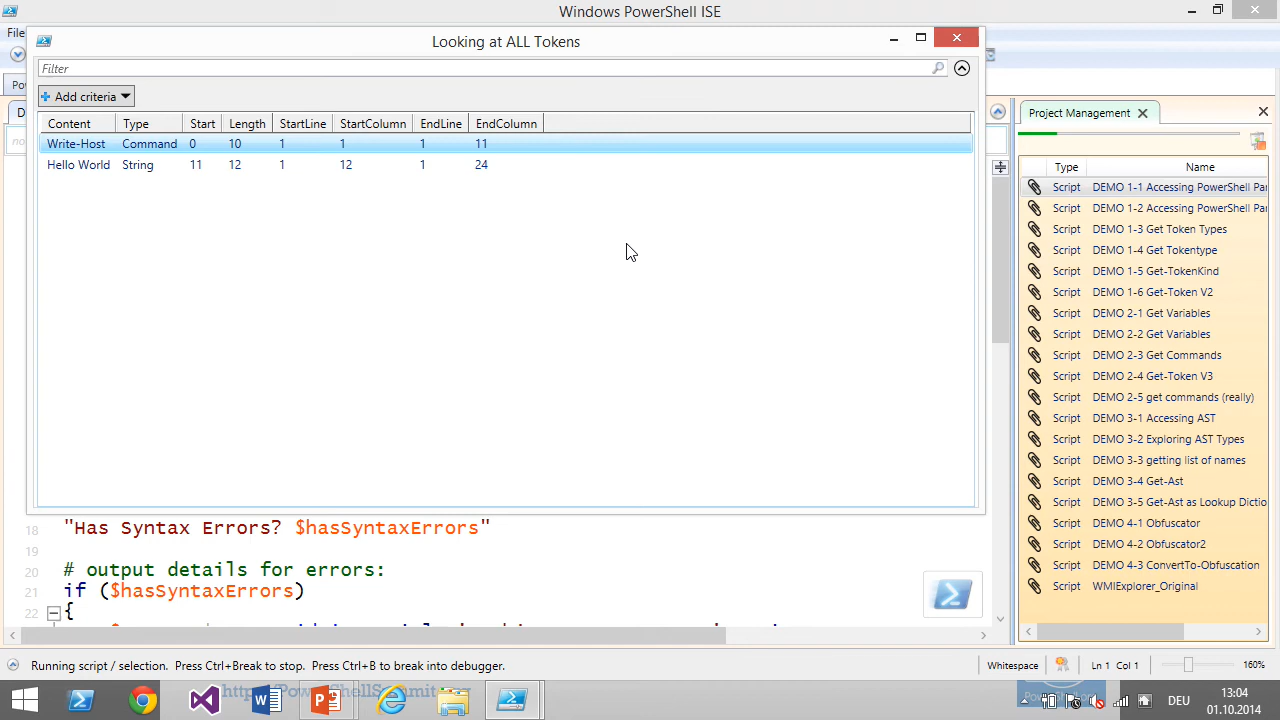 Windows PowerShell ISE
File
Looking at ALL Tokens
Filter
Add criteria
Content Type Start Length StartLine StartColumn EndLine EndColumn
Write-Host Command 0 10 1 1 1 11
Hello World String 11 12 1 12 1 24
Project Management
Type Name
Script DEMO 1-1 Accessing PowerShell Par
Script DEMO 1-2 Accessing PowerShell Par
Script DEMO 1-3 Get Token Types
Script DEMO 1-4 Get Tokentype
Script DEMO 1-5 Get-TokenKind
Script DEMO 1-6 Get-Token V2
Script DEMO 2-1 Get Variables
Script DEMO 2-2 Get Variables
Script DEMO 2-3 Get Commands
Script DEMO 2-4 Get-Token V3
Script DEMO 2-5 get commands (really)
Script DEMO 3-1 Accessing AST
Script DEMO 3-2 Exploring AST Types
Script DEMO 3-3 getting list of names
Script DEMO 3-4 Get-Ast
Script DEMO 3-5 Get-Ast as Lookup Dictio
Script DEMO 4-1 Obfuscator
Script DEMO 4-2 Obfuscator2
Script DEMO 4-3 ConvertTo-Obfuscation
Script WMIExplorer_Original
18 "Has Syntax Errors? $hasSyntaxErrors"
19
20 # output details for errors:
21 if ($hasSyntaxErrors)
22 {
Running script / selection. Press Ctrl+Break to stop. Press Ctrl+B to break into debugger.
Whitespace Ln 1 Col 1 160%
DEU 13:04
01.10.2014